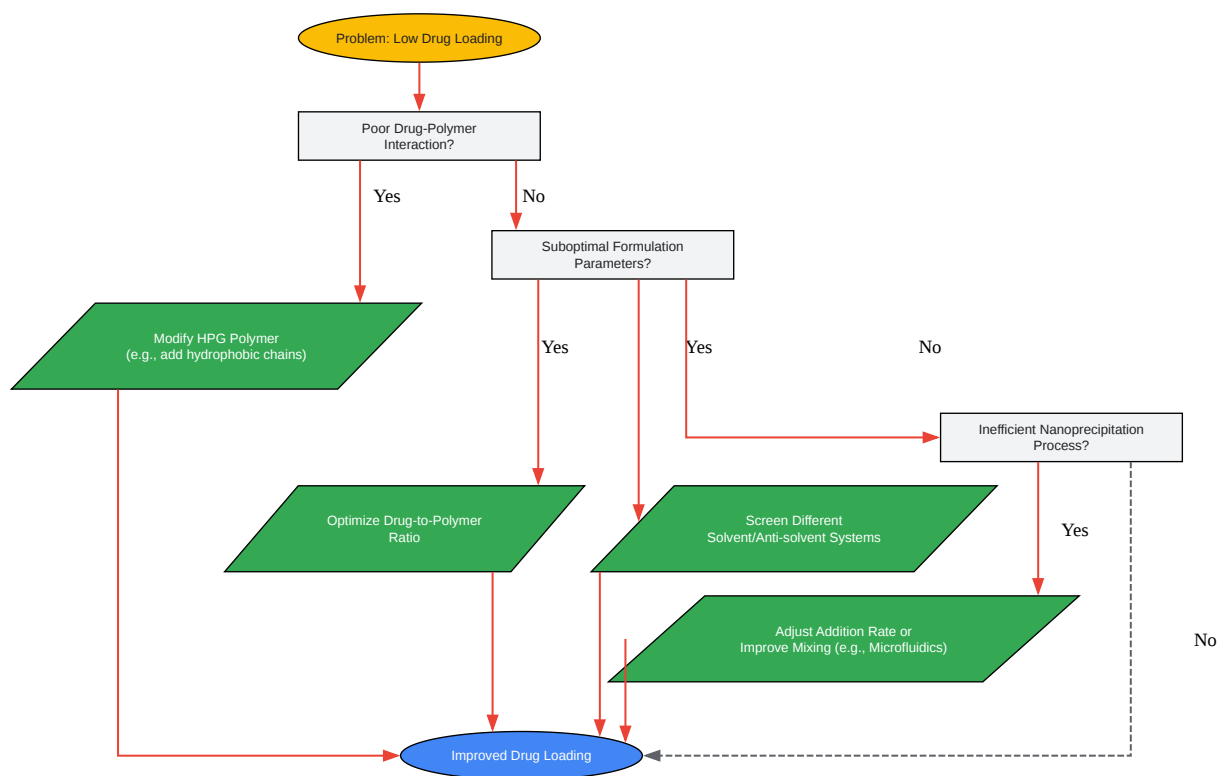 Problem: Low Drug Loading
Poor Drug-Polymer
Interaction?
Yes
No
Suboptimal Formulation
Parameters?
Modify HPG Polymer
(e.g., add hydrophobic chains)
Yes
Yes
No
Inefficient Nanoprecipitation
Process?
Optimize Drug-to-Polymer
Ratio
Screen Different
Solvent/Anti-solvent Systems
Yes
Adjust Addition Rate or
Improve Mixing (e.g., Microfluidics)
No
Improved Drug Loading